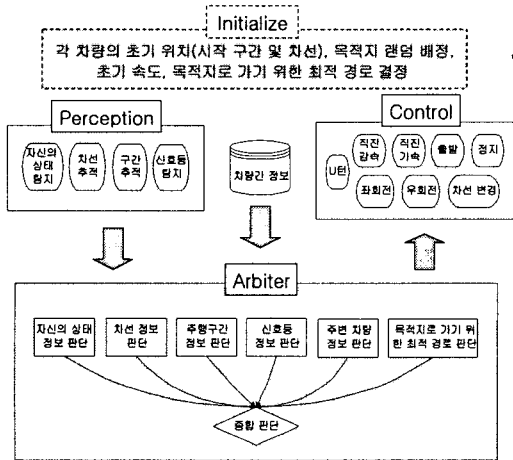 Initialize
각 차량의 초기 위치(시작 구간 및 차선), 목적지 랜덤 배정,
초기 속도, 목적지로 가기 위한 최적 경로 결정
Perception
자신의
상태
탐지
차선
추적
구간
추적
신호등
탐지
차량간 정보
Control
U턴
직진
감속
직진
가속
출발
정지
좌회전
우회전
차선 변경
Arbiter
자신의 상태
정보 판단
차선 정보
판단
주행구간
정보 판단
신호등
정보 판단
주변 차량
정보 판단
목적지로 가기 위
한 최적 경로 판단
종합 판단